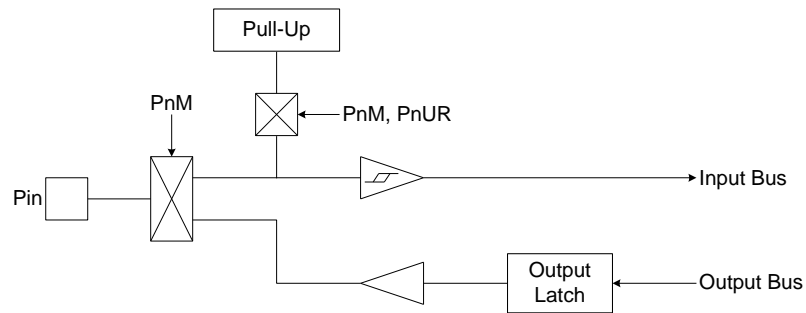 Pull-Up
PnM
PnM, PnUR
Pin
Input Bus
Output
Latch
Output Bus